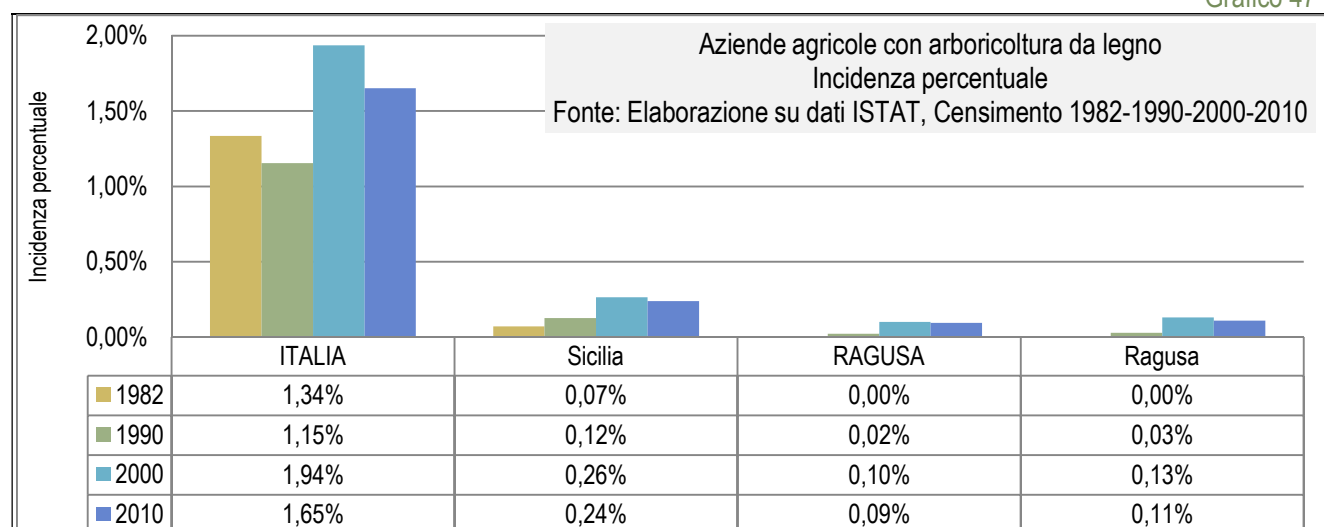 Grafico 47
Aziende agricole con arboricoltura da legno
Incidenza percentuale
Fonte: Elaborazione su dati ISTAT, Censimento 1982-1990-2000-2010
Incidenza percentuale
2,00%
1,50%
1,00%
0,50%
0,00%
ITALIA Sicilia RAGUSA Ragusa
1982 1,34% 0,07% 0,00% 0,00%
1990 1,15% 0,12% 0,02% 0,03%
2000 1,94% 0,26% 0,10% 0,13%
2010 1,65% 0,24% 0,09% 0,11%